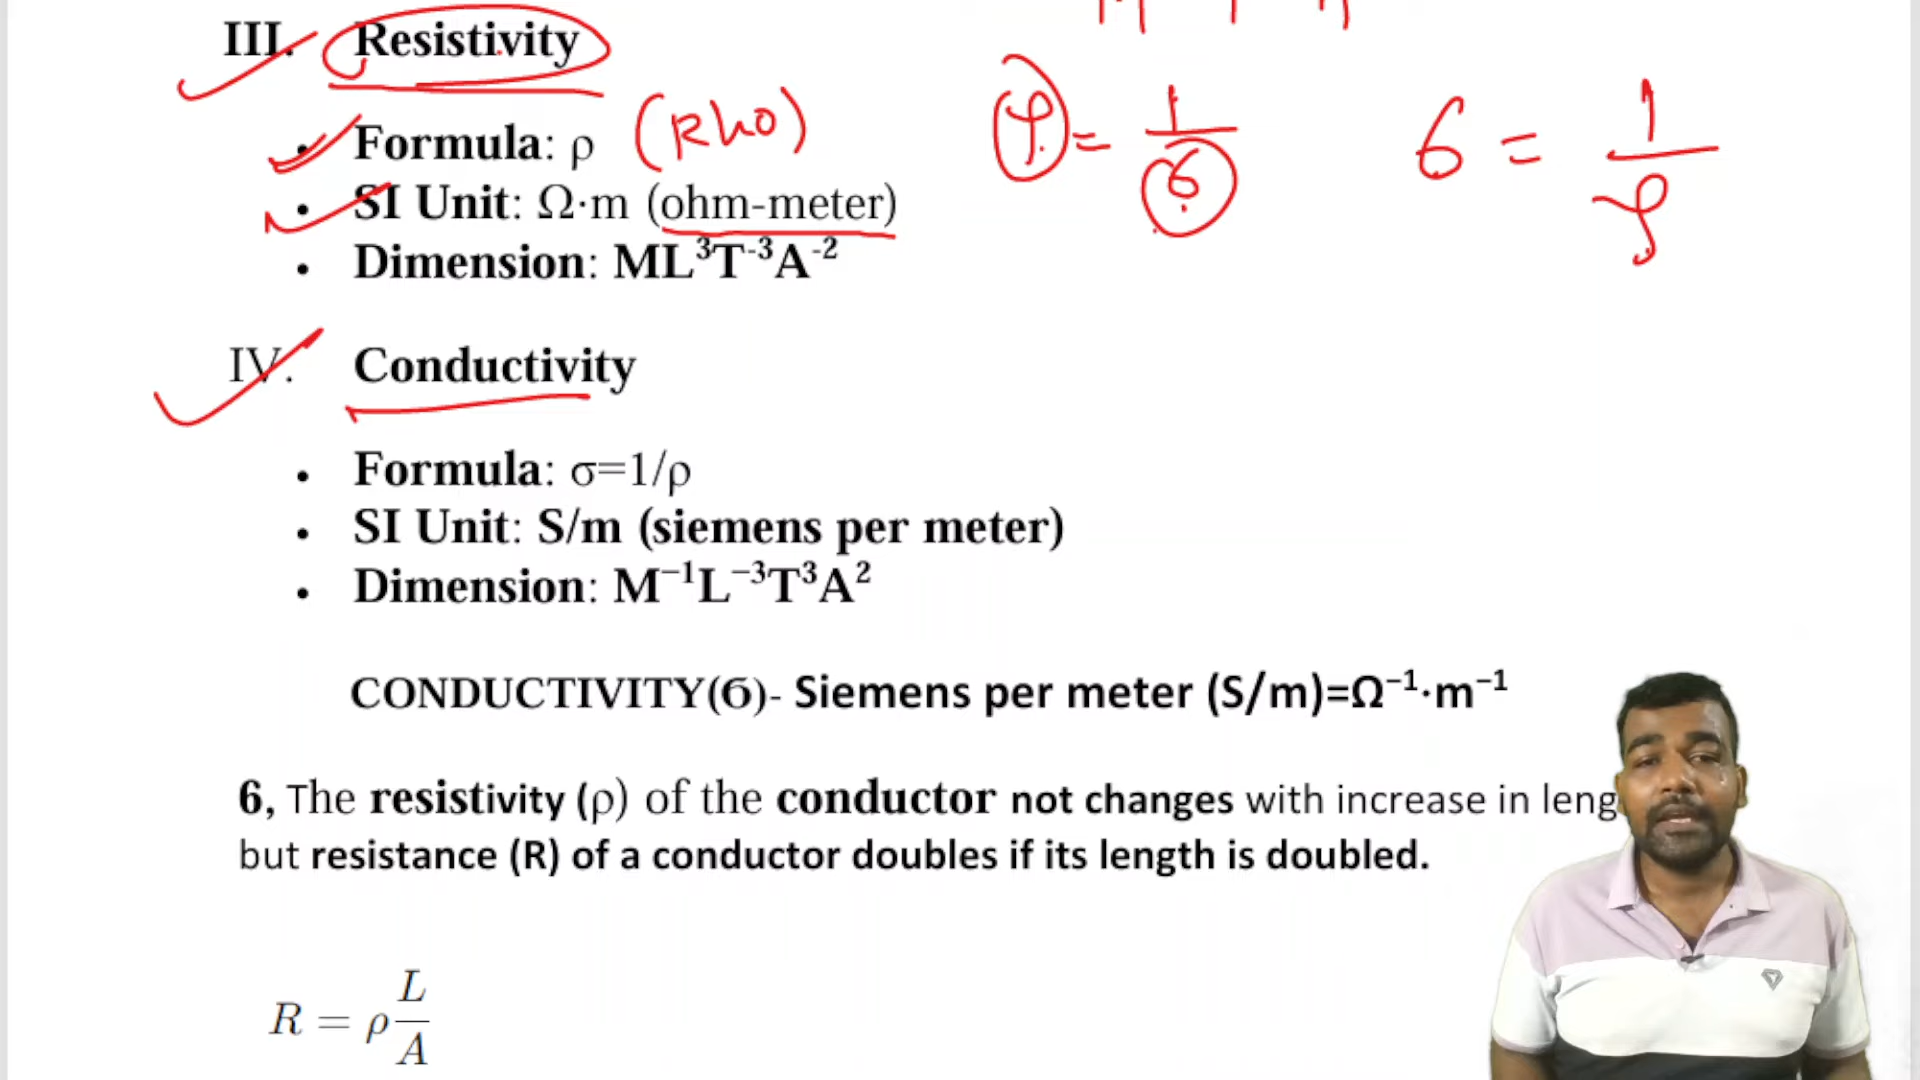 III. Resistivity
• Formula: ρ (Rho)
ρ = 1/σ
σ = 1/ρ
• SI Unit: Ω·m (ohm-meter)
• Dimension: ML³T⁻³A⁻²
IV. Conductivity
• Formula: σ=1/ρ
• SI Unit: S/m (siemens per meter)
• Dimension: M⁻¹L⁻³T³A²
CONDUCTIVITY(σ)- Siemens per meter (S/m)=Ω⁻¹·m⁻¹
6, The resistivity (ρ) of the conductor not changes with increase in leng
but resistance (R) of a conductor doubles if its length is doubled.
R = ρ L/A